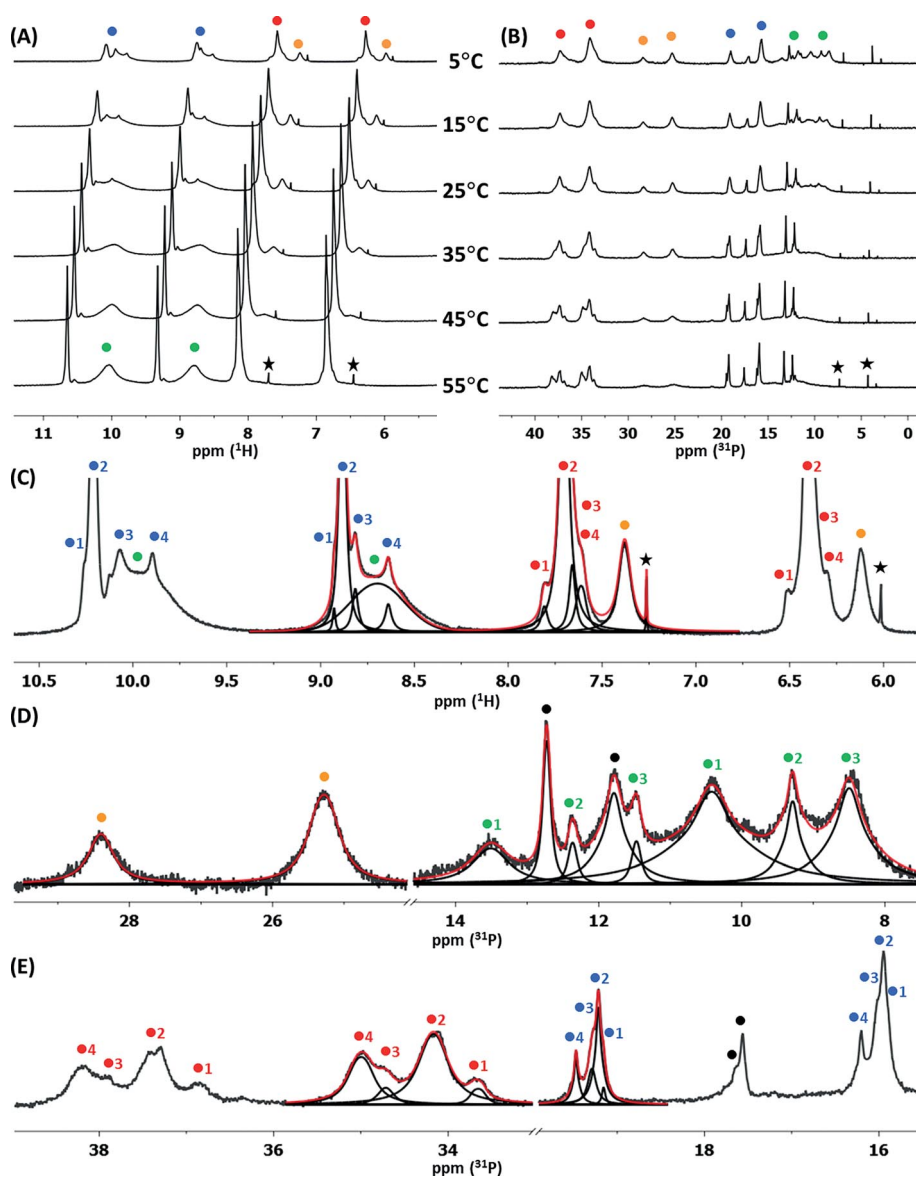 (A)
(B)
5°C
15°C
25°C
35°C
45°C
55°C
11 10 9 8 7 6
ppm (¹H)
40 35 30 25 20 15 10 5 0
ppm (³¹P)
(C)
1 2 3 4 1 2 3 4 1 2 3 4 1 2 3 4
10.5 10.0 9.5 9.0 8.5 8.0 7.5 7.0 6.5 6.0
ppm (¹H)
(D)
1 2 3 1 2 3
28 26 14 12 10 8
ppm (³¹P) ppm (³¹P)
(E)
4 3 2 1 4 3 2 1 4 3 2 1 4 3 2 1
38 36 34 18 16
ppm (³¹P) ppm (³¹P)